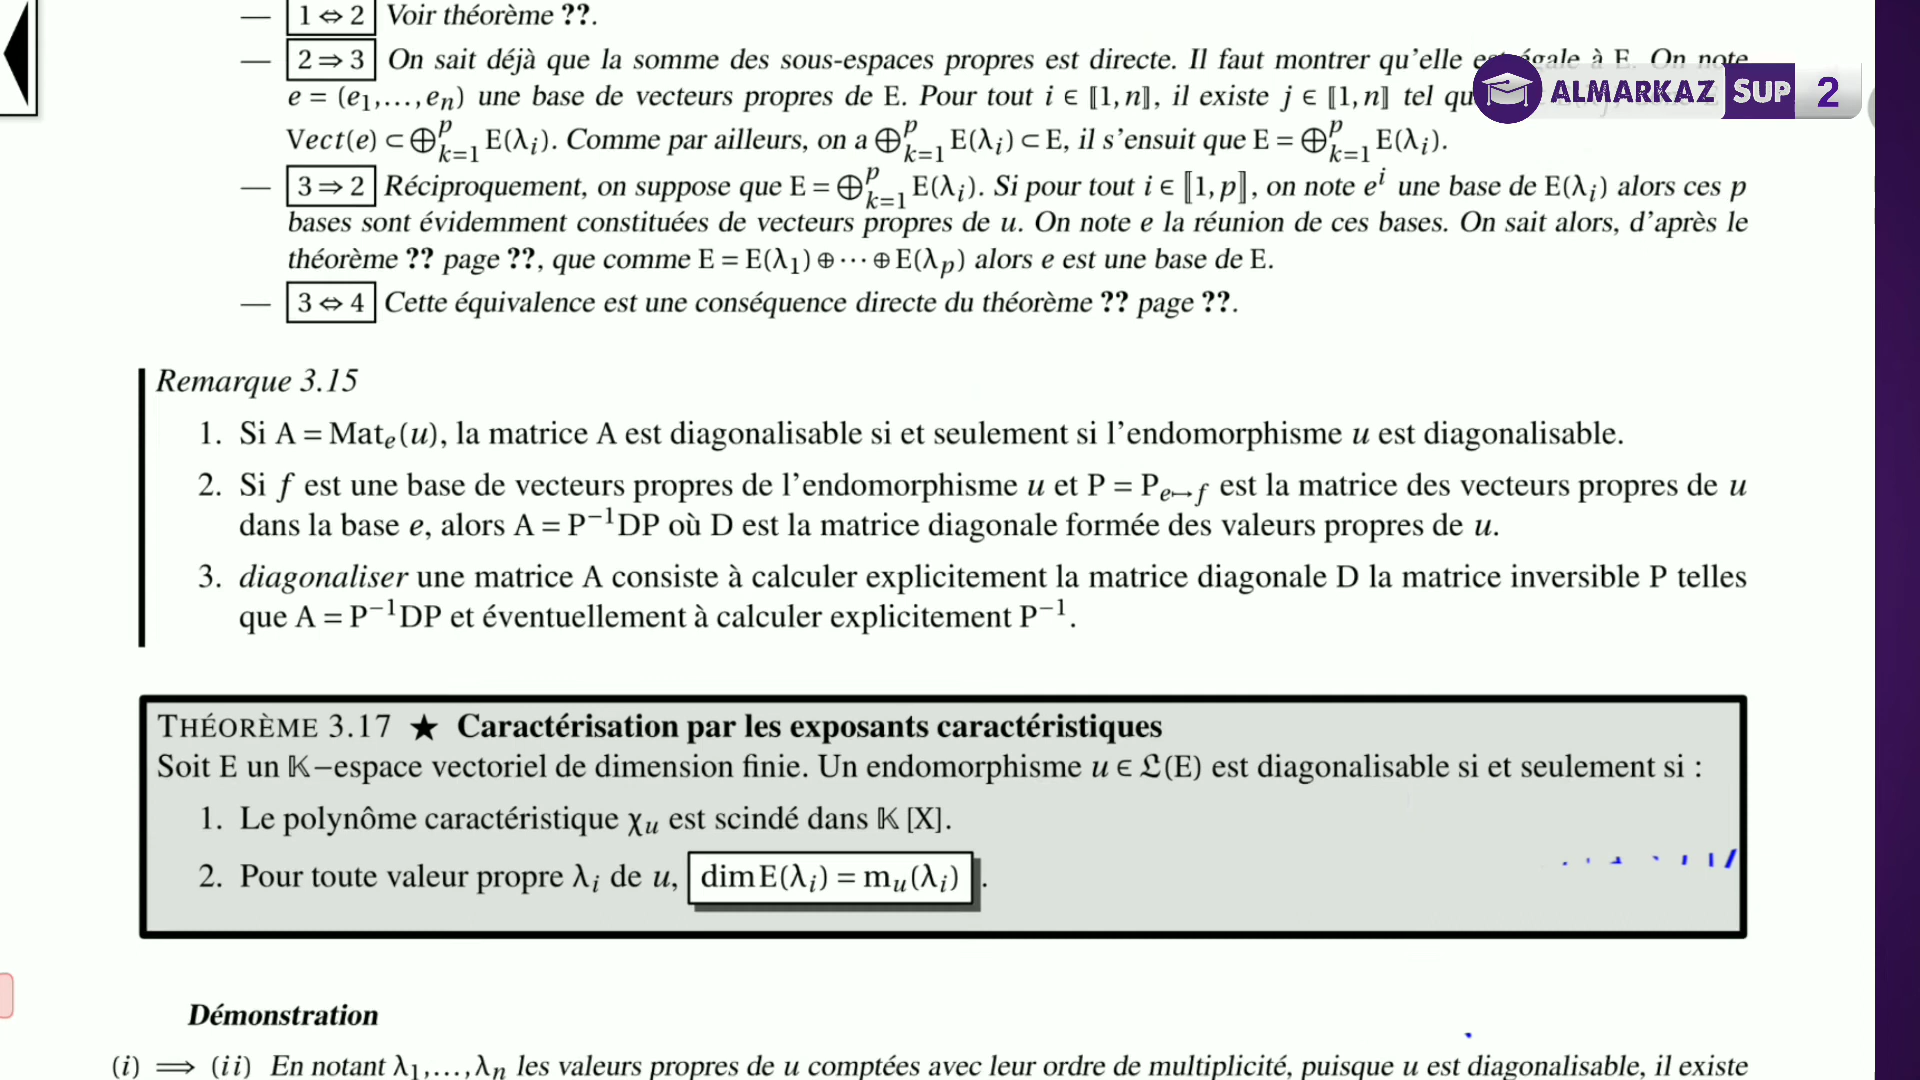 — 1 ⇔ 2 Voir théorème ??.
— 2 ⇒ 3 On sait déjà que la somme des sous-espaces propres est directe. Il faut montrer qu'elle est égale à E. On note
e = (e₁,…,eₙ) une base de vecteurs propres de E. Pour tout i ∈ ⟦1,n⟧, il existe j ∈ ⟦1,n⟧ tel
Vect(e) ⊂ ⊕ᵖₖ₌₁ E(λᵢ). Comme par ailleurs, on a ⊕ᵖₖ₌₁ E(λᵢ) ⊂ E, il s'ensuit que E = ⊕ᵖₖ₌₁ E(λᵢ).
— 3 ⇒ 2 Réciproquement, on suppose que E = ⊕ᵖₖ₌₁ E(λᵢ). Si pour tout i ∈ ⟦1,p⟧, on note eⁱ une base de E(λᵢ) alors ces p
bases sont évidemment constituées de vecteurs propres de u. On note e la réunion de ces bases. On sait alors, d'après le
théorème ?? page ??, que comme E = E(λ₁) ⊕ ⋯ ⊕ E(λₚ) alors e est une base de E.
— 3 ⇔ 4 Cette équivalence est une conséquence directe du théorème ?? page ??.
ALMARKAZ SUP 2
Remarque 3.15
1. Si A = Matₑ(u), la matrice A est diagonalisable si et seulement si l'endomorphisme u est diagonalisable.
2. Si f est une base de vecteurs propres de l'endomorphisme u et P = P_{e↦f} est la matrice des vecteurs propres de u
dans la base e, alors A = P⁻¹DP où D est la matrice diagonale formée des valeurs propres de u.
3. diagonaliser une matrice A consiste à calculer explicitement la matrice diagonale D la matrice inversible P telles
que A = P⁻¹DP et éventuellement à calculer explicitement P⁻¹.
THÉORÈME 3.17 ★ Caractérisation par les exposants caractéristiques
Soit E un 𝕂−espace vectoriel de dimension finie. Un endomorphisme u ∈ 𝔏(E) est diagonalisable si et seulement si :
1. Le polynôme caractéristique χᵤ est scindé dans 𝕂 [X].
2. Pour toute valeur propre λᵢ de u, dim E(λᵢ) = mᵤ(λᵢ).
Démonstration
(i) ⟹ (ii) En notant λ₁,…,λₙ les valeurs propres de u comptées avec leur ordre de multiplicité, puisque u est diagonalisable, il existe